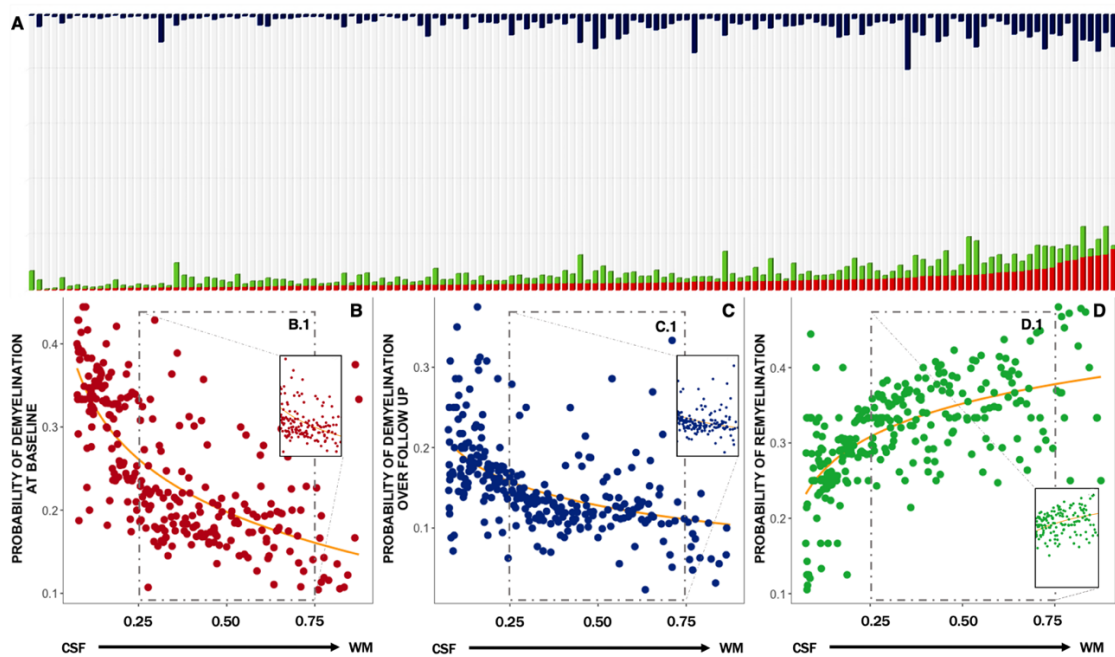 A
B
B.1
PROBABILITY OF DEMYELINATION
AT BASELINE
0.4
0.3
0.2
0.1
0.25
0.50
0.75
CSF
WM
C
C.1
PROBABILITY OF DEMYELINATION
OVER FOLLOW UP
0.3
0.2
0.1
0.25
0.50
0.75
CSF
WM
D
D.1
PROBABILITY OF REMYELINATION
0.4
0.3
0.2
0.1
0.25
0.50
0.75
CSF
WM